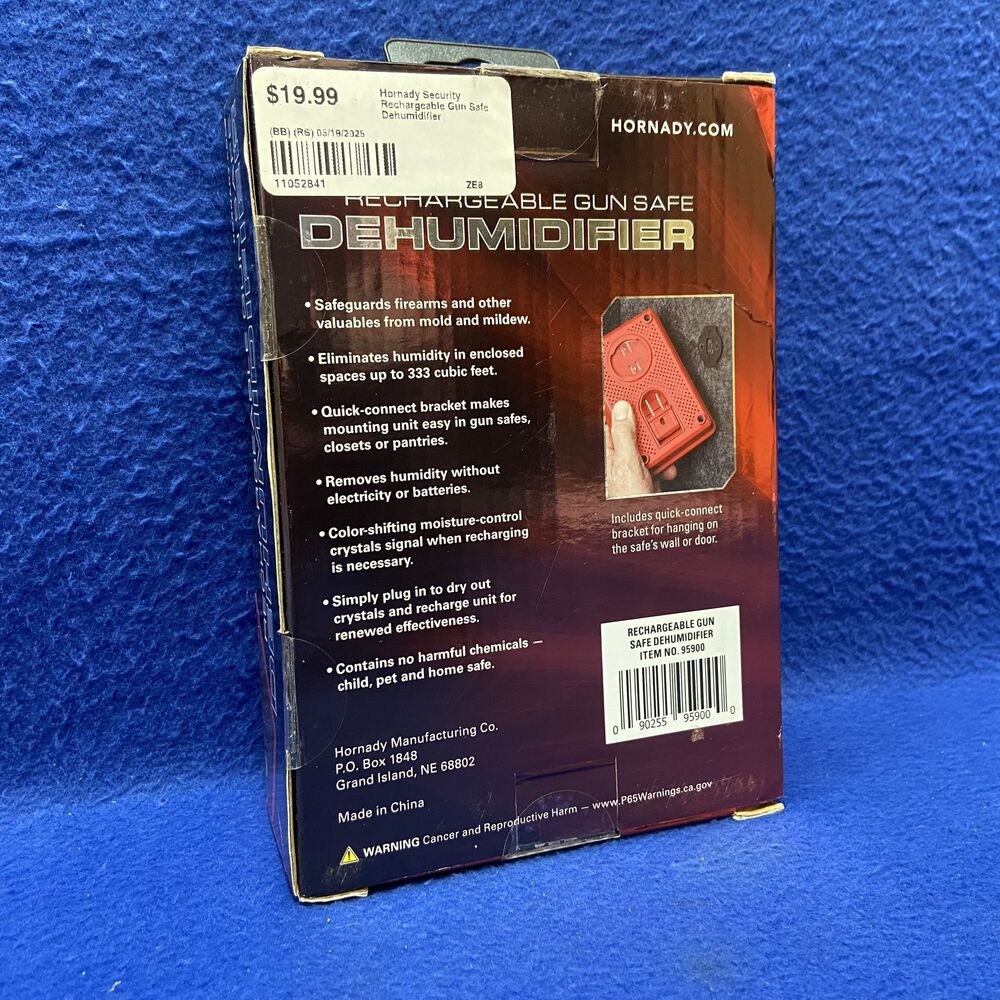 $19.99
Hornady Security
Rechargeable Gun Safe
Dehumidifier
(BB) (RS) 05/19/2025
11052841
ZE8
HORNADY.COM
RECHARGEABLE GUN SAFE
DEHUMIDIFIER
• Safeguards firearms and other
valuables from mold and mildew.
• Eliminates humidity in enclosed
spaces up to 333 cubic feet.
• Quick-connect bracket makes
mounting unit easy in gun safes,
closets or pantries.
• Removes humidity without
electricity or batteries.
• Color-shifting moisture-control
crystals signal when recharging
is necessary.
• Simply plug in to dry out
crystals and recharge unit for
renewed effectiveness.
• Contains no harmful chemicals —
child, pet and home safe.
Includes quick-connect
bracket for hanging on
the safe's wall or door.
RECHARGEABLE GUN
SAFE DEHUMIDIFIER
ITEM NO. 95900
0 90255 95900 0
Hornady Manufacturing Co.
P.O. Box 1848
Grand Island, NE 68802
Made in China
WARNING Cancer and Reproductive Harm — www.P65Warnings.ca.gov